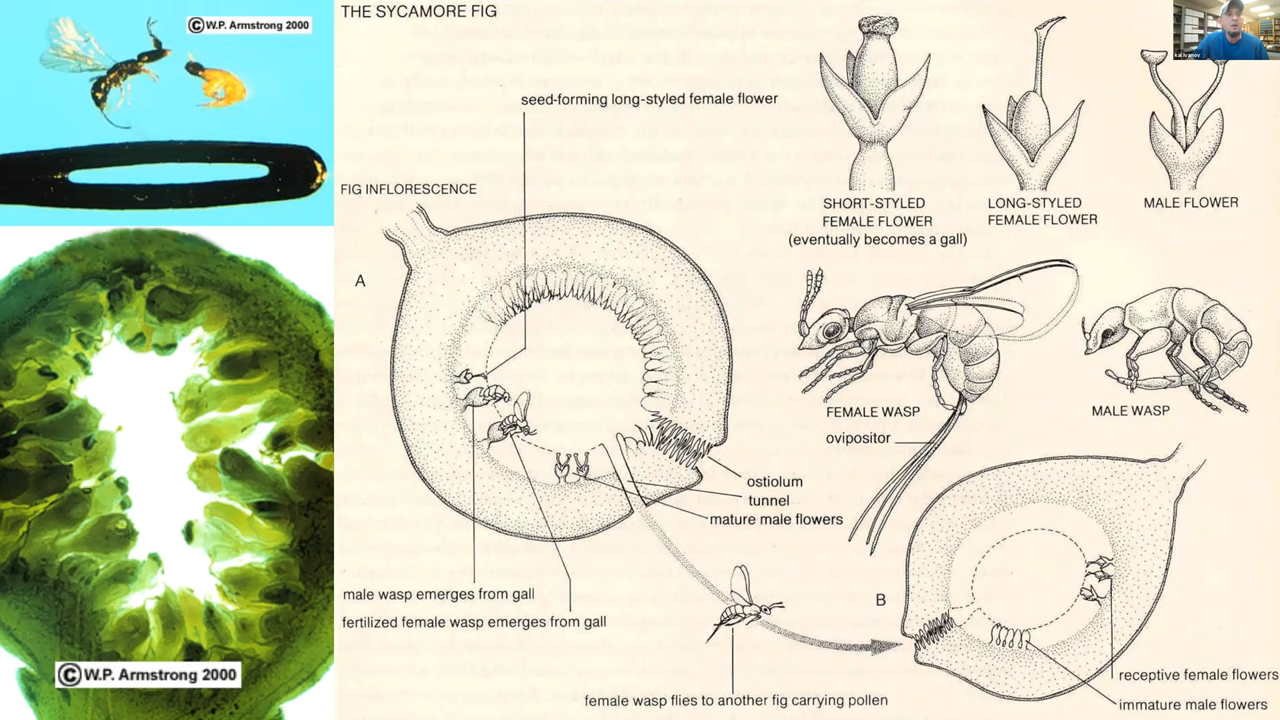 ©W.P. Armstrong 2000
THE SYCAMORE FIG
kal ivanov
seed-forming long-styled female flower
FIG INFLORESCENCE
SHORT-STYLED
FEMALE FLOWER
(eventually becomes a gall)
LONG-STYLED
FEMALE FLOWER
MALE FLOWER
A
FEMALE WASP
ovipositor
MALE WASP
ostiolum
tunnel
mature male flowers
male wasp emerges from gall
fertilized female wasp emerges from gall
B
©W.P. Armstrong 2000
receptive female flowers
female wasp flies to another fig carrying pollen
immature male flowers